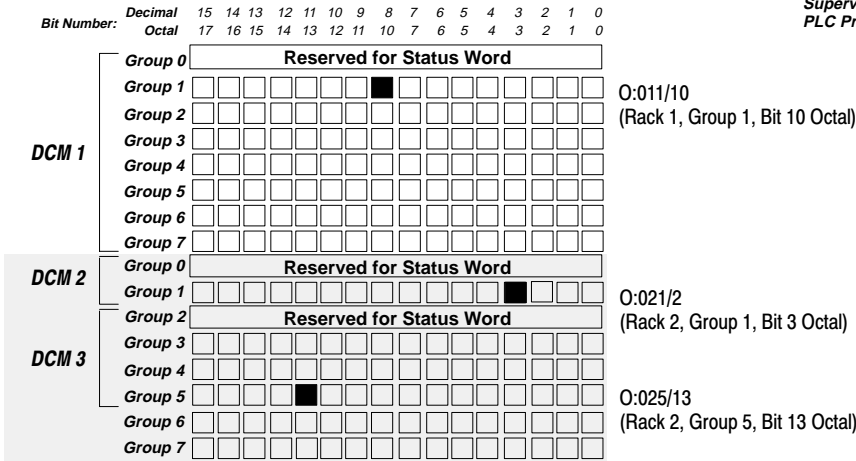 Superv
PLC Pr
Bit Number: Decimal 15 14 13 12 11 10 9 8 7 6 5 4 3 2 1 0
Octal 17 16 15 14 13 12 11 10 7 6 5 4 3 2 1 0
DCM 1
Group 0 Reserved for Status Word
Group 1
O:011/10
(Rack 1, Group 1, Bit 10 Octal)
Group 2
Group 3
Group 4
Group 5
Group 6
Group 7
DCM 2
Group 0 Reserved for Status Word
Group 1
O:021/2
(Rack 2, Group 1, Bit 3 Octal)
DCM 3
Group 2 Reserved for Status Word
Group 3
Group 4
Group 5
O:025/13
(Rack 2, Group 5, Bit 13 Octal)
Group 6
Group 7